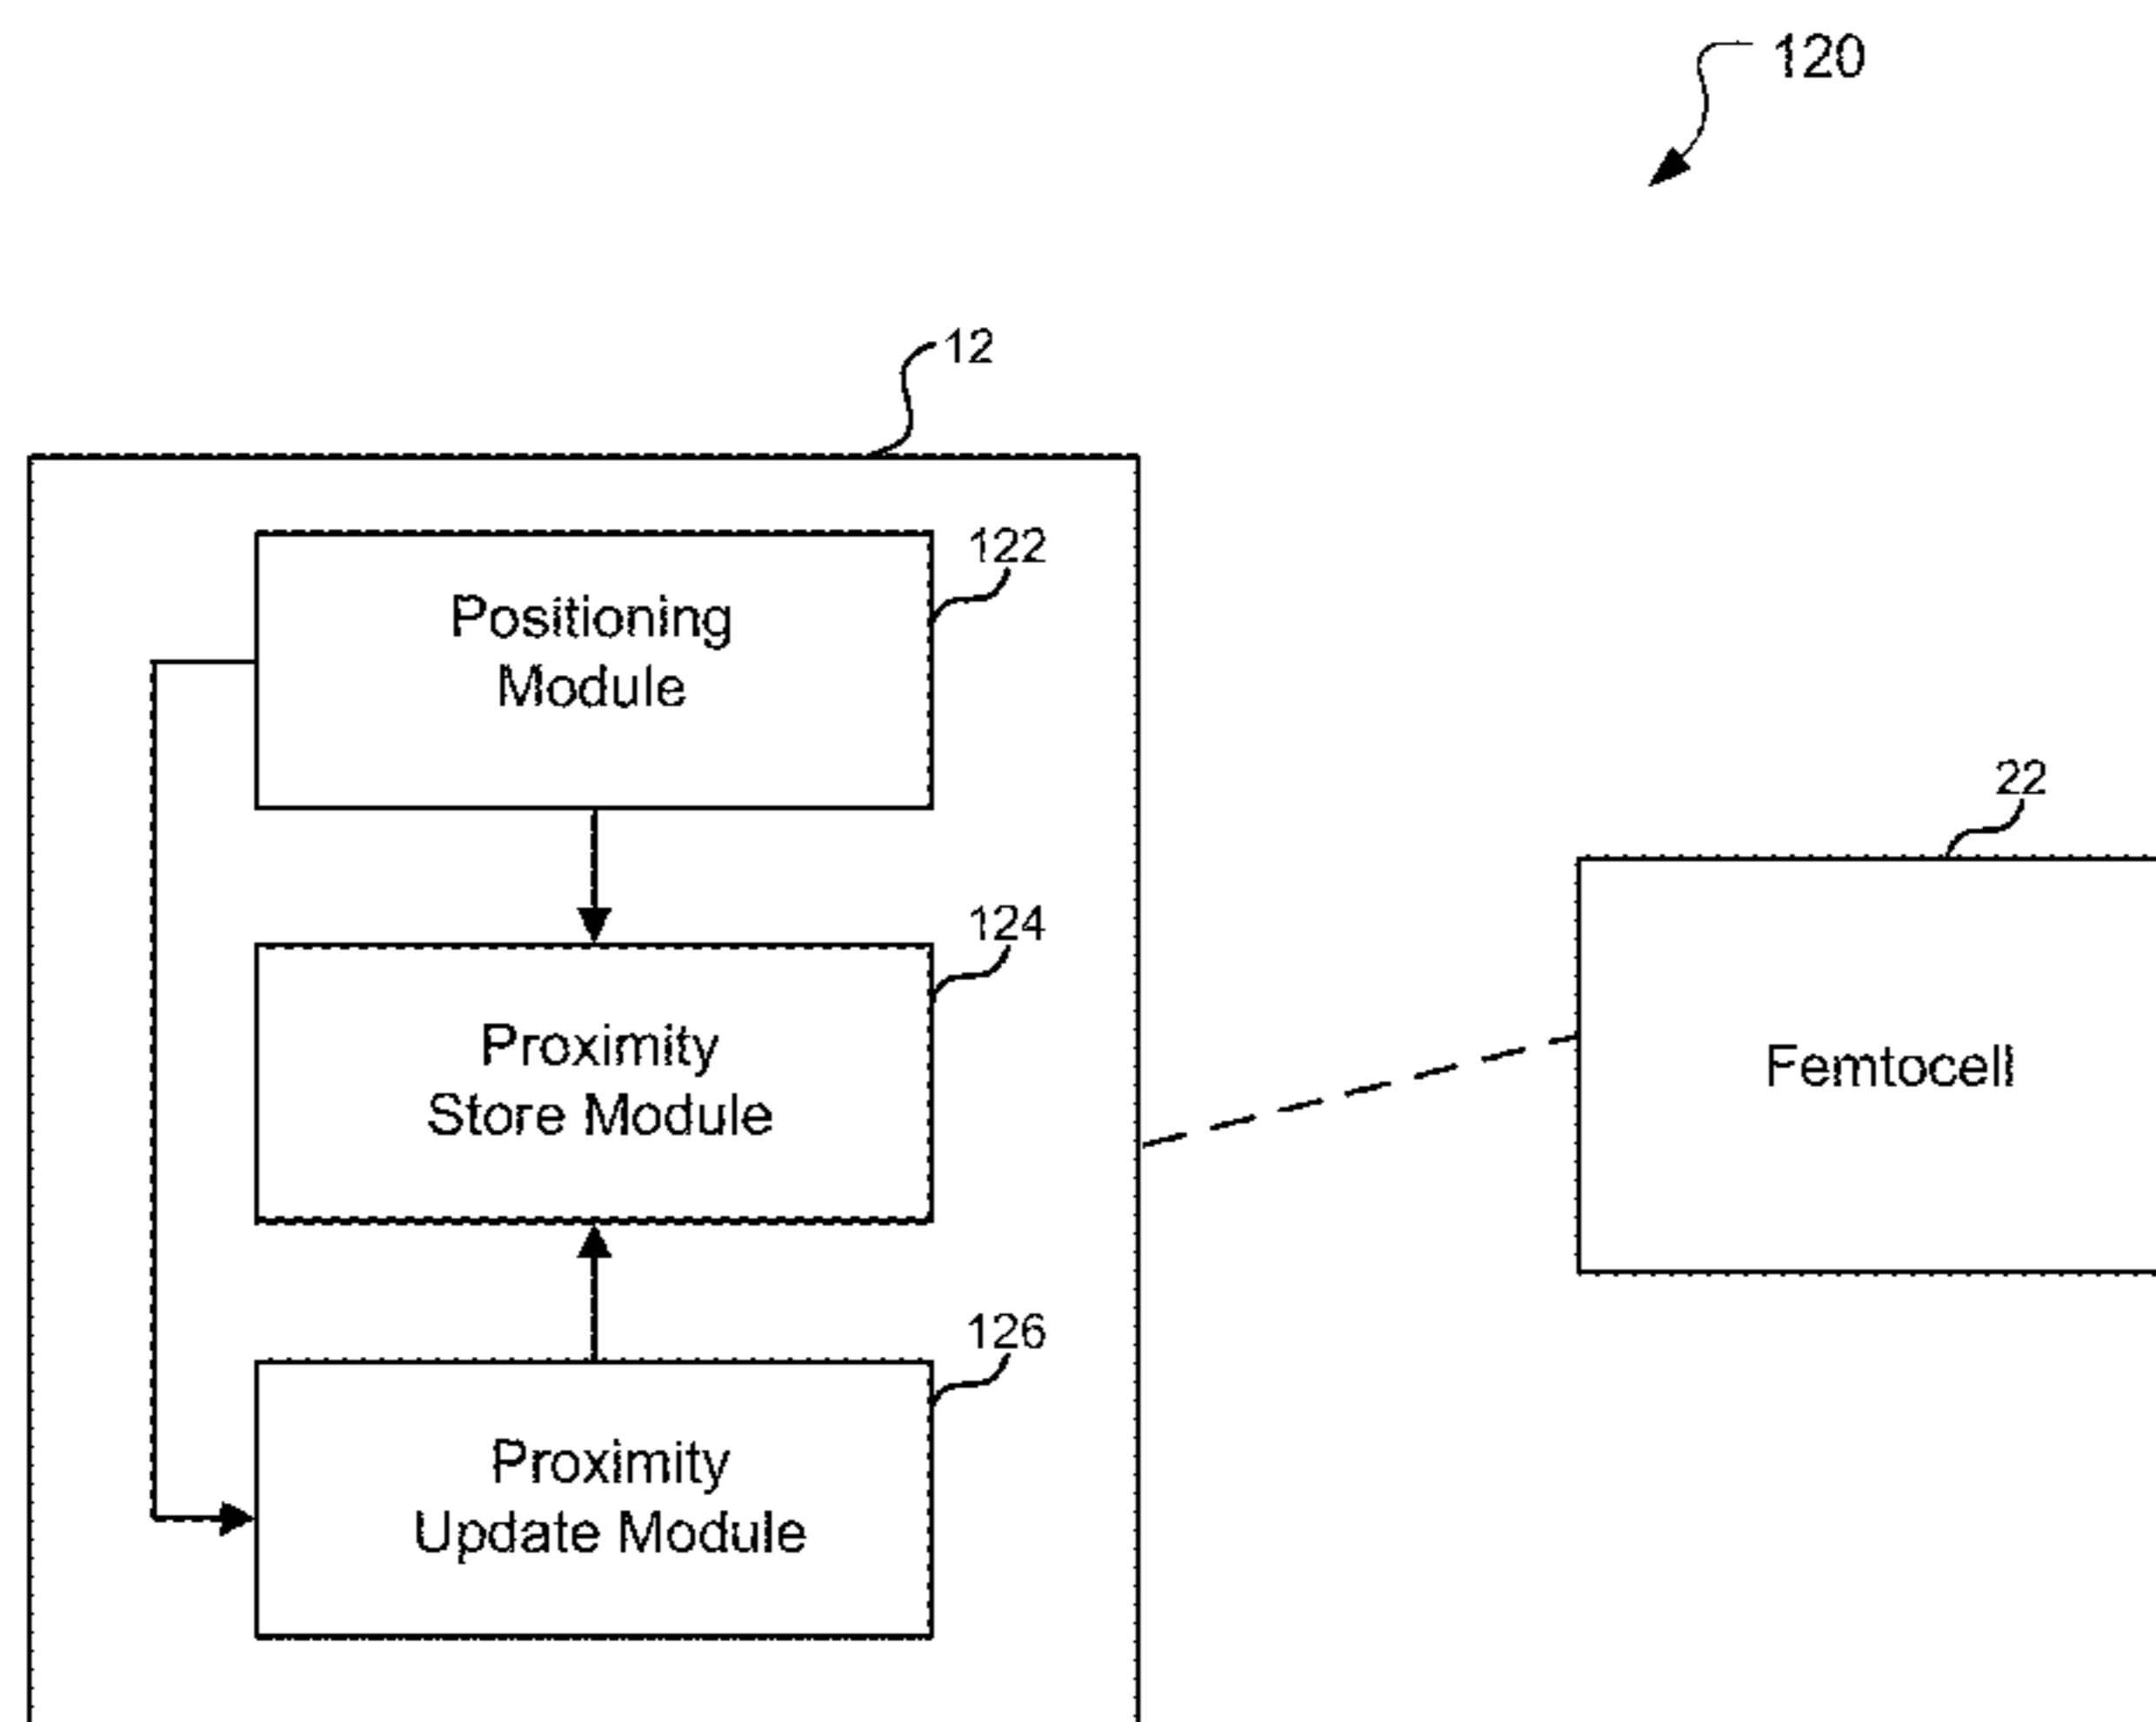 120
12
122
Positioning
Module
22
124
Femtocell
Proximity
Store Module
126
Proximity
Update Module